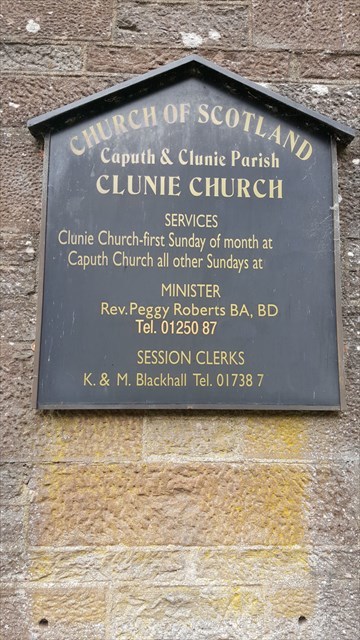 CHURCH OF SCOTLAND
Caputh & Clunie Parish
CLUNIE CHURCH
SERVICES
Clunie Church-first Sunday of month at
Caputh Church all other Sundays at
MINISTER
Rev. Peggy Roberts BA, BD
Tel. 01250 87
SESSION CLERKS
K. & M. Blackhall Tel. 01738 7